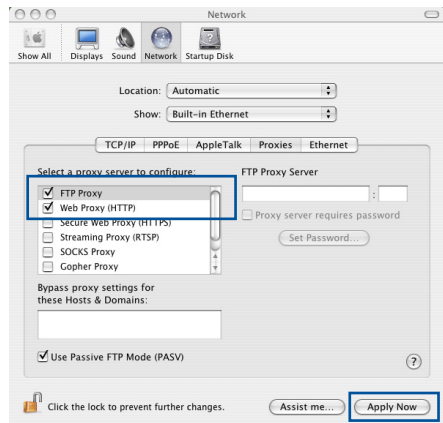 Network
Show All Displays Sound Network Startup Disk
Location: Automatic
Show: Built-in Ethernet
TCP/IP PPPoE AppleTalk Proxies Ethernet
Select a proxy server to configure: FTP Proxy Server
FTP Proxy :
Web Proxy (HTTP) Proxy server requires password
Secure Web Proxy (HTTPS)
Streaming Proxy (RTSP) Set Password...
SOCKS Proxy
Gopher Proxy
Bypass proxy settings for
these Hosts & Domains:
Use Passive FTP Mode (PASV) ?
Click the lock to prevent further changes. Assist me... Apply Now